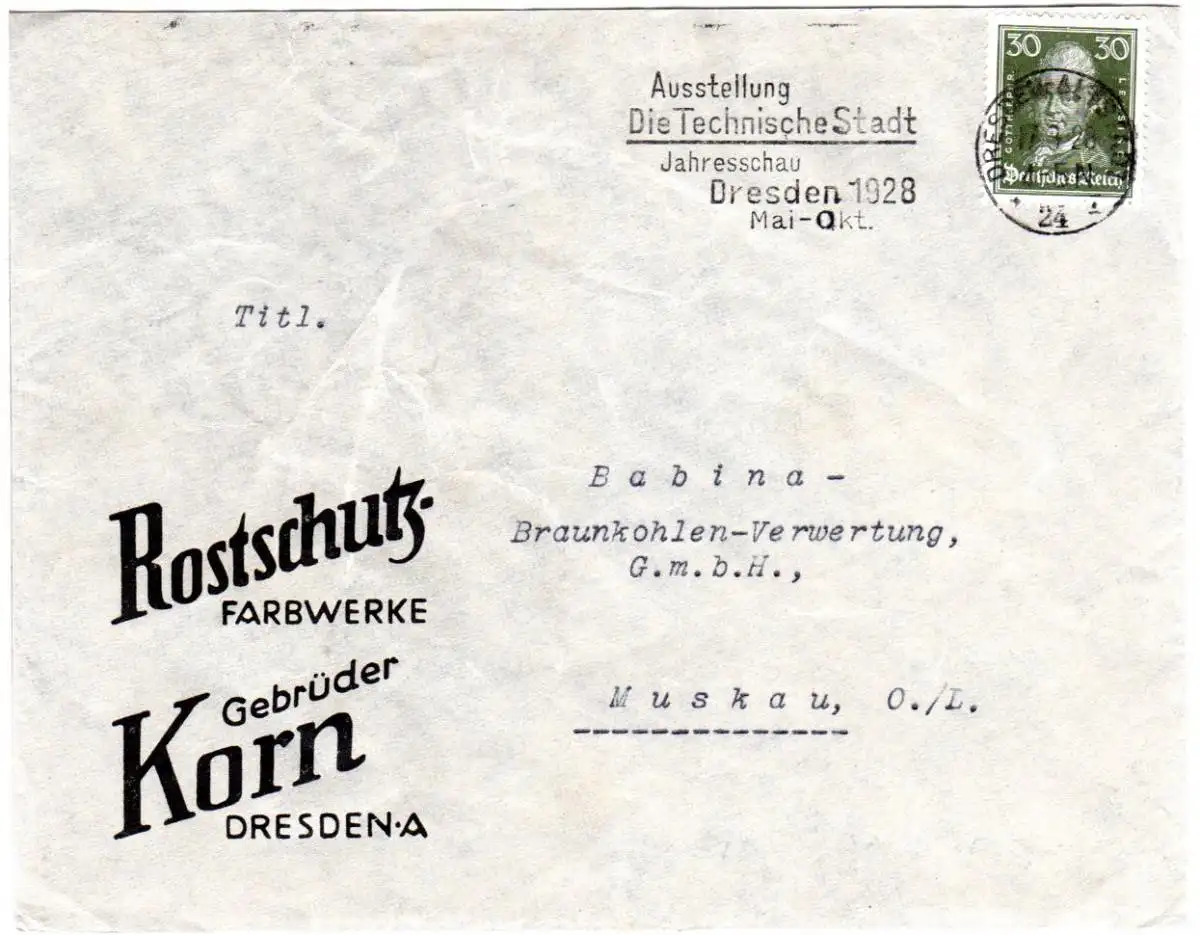 Ausstellung
Die Technische Stadt
Jahresschau
Dresden 1928
Mai-Okt.
30 30
Deutsches Reich
24
Titl.
Babina-
Braunkohlen-Verwertung,
G.m.b.H.,
Muskau, O./L.
Rostschutz-
FARBWERKE
Gebrüder
Korn
DRESDEN·A